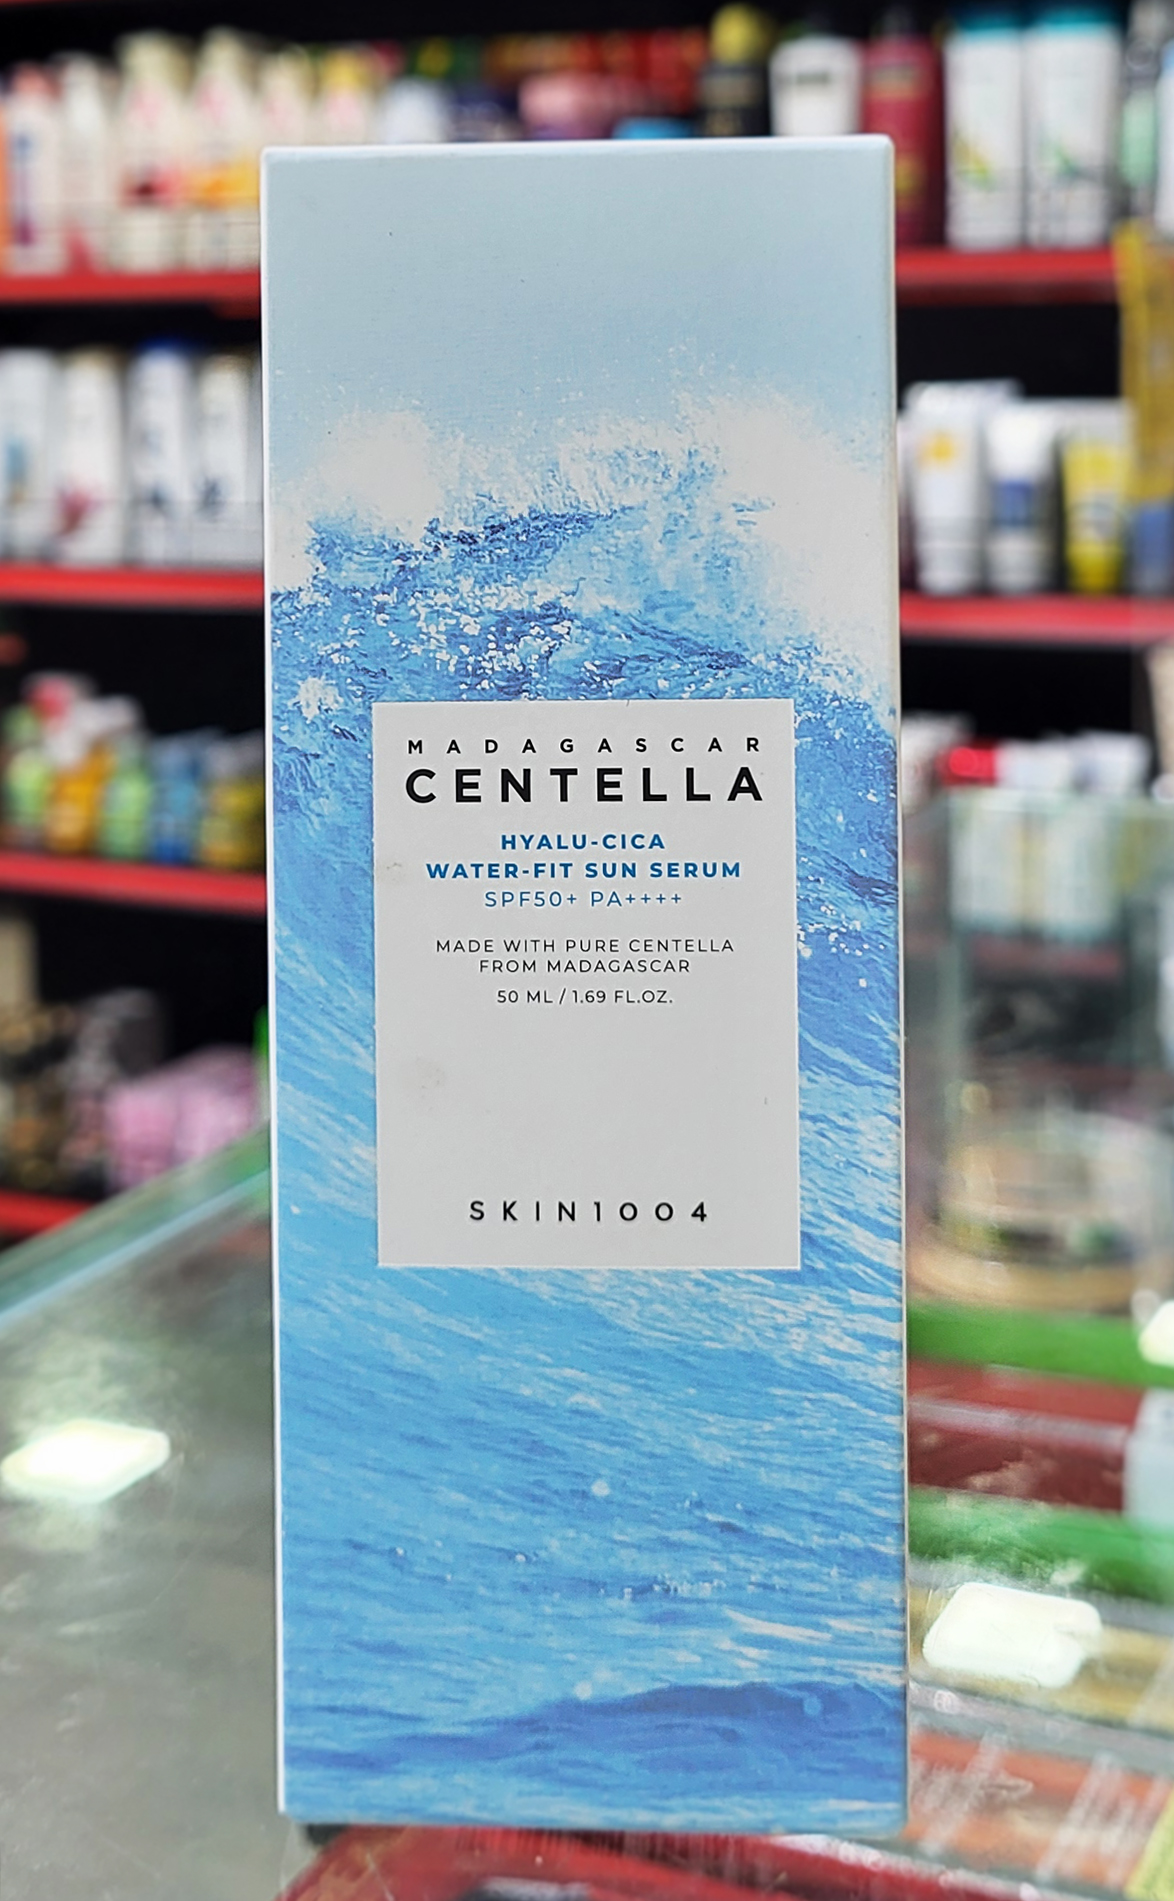 MADAGASCAR
CENTELLA
HYALU-CICA
WATER-FIT SUN SERUM
SPF50+ PA++++
MADE WITH PURE CENTELLA
FROM MADAGASCAR
50 ML / 1.69 FL.OZ.
SKIN1004